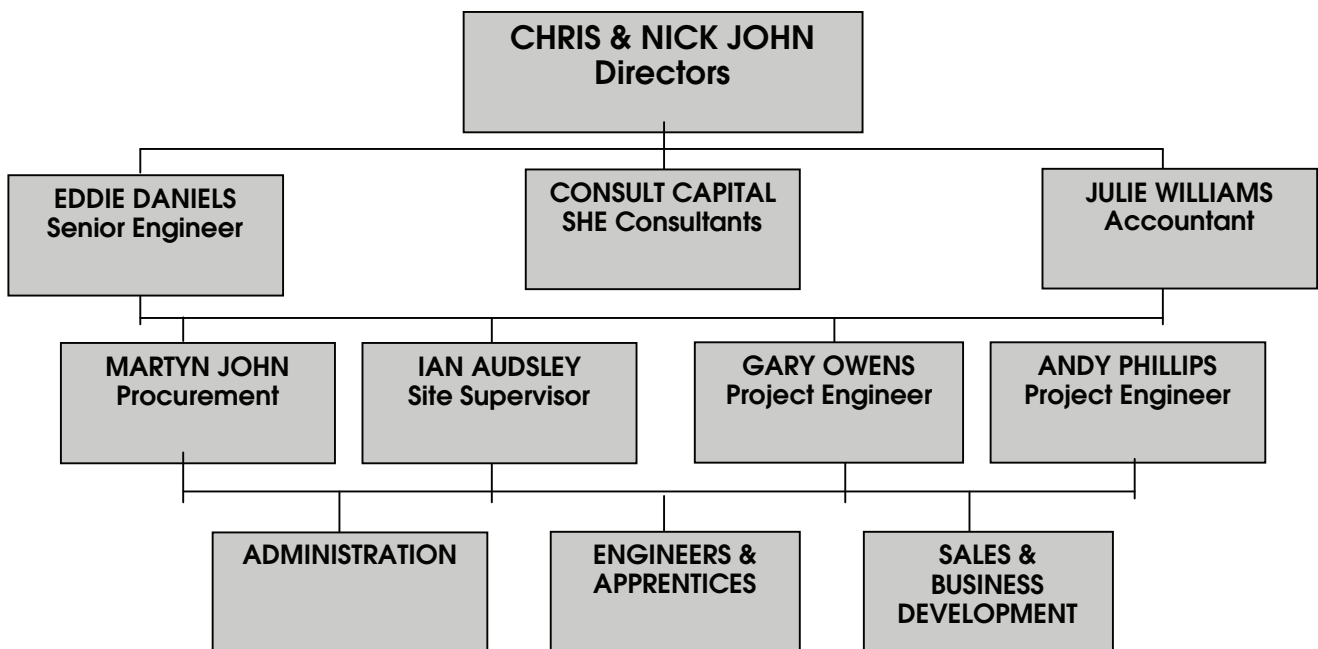 CHRIS & NICK JOHN
Directors
EDDIE DANIELS
Senior Engineer
CONSULT CAPITAL
SHE Consultants
JULIE WILLIAMS
Accountant
MARTYN JOHN
Procurement
IAN AUDSLEY
Site Supervisor
GARY OWENS
Project Engineer
ANDY PHILLIPS
Project Engineer
ADMINISTRATION
ENGINEERS &
APPRENTICES
SALES &
BUSINESS
DEVELOPMENT